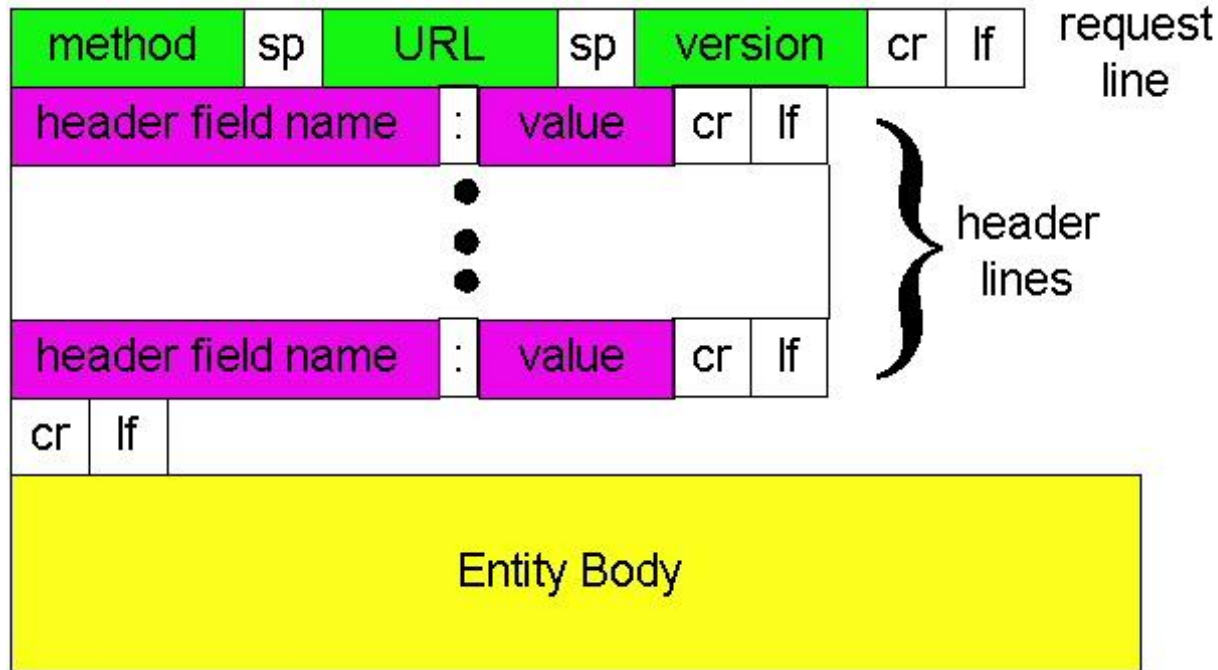 method sp URL sp version cr lf
request
line
header field name : value cr lf
header
lines
header field name : value cr lf
cr lf
Entity Body